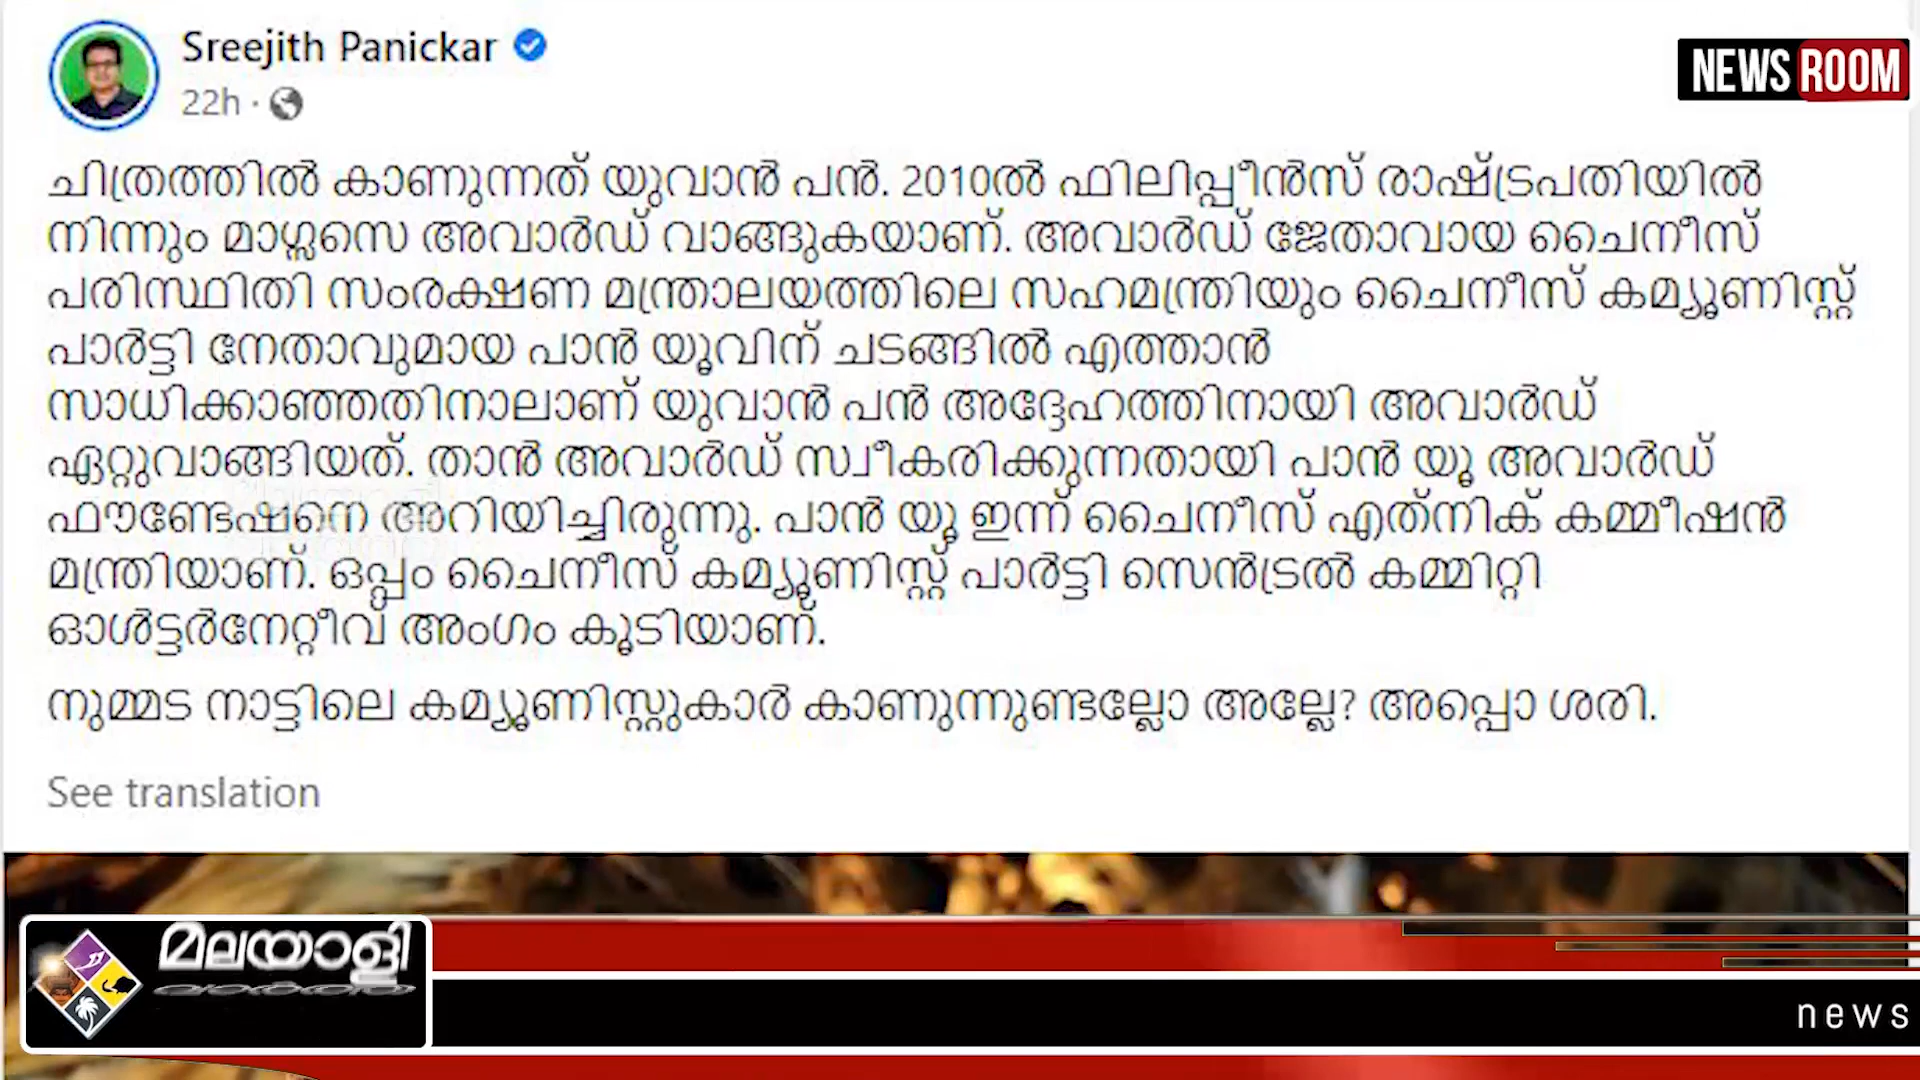 Sreejith Panickar
NEWS ROOM
22h ·
ചിത്രത്തിൽ കാണുന്നത് യുവാൻ പൻ. 2010ൽ ഫിലിപ്പീൻസ് രാഷ്ട്രപതിയിൽ
നിന്നും മാഗ്സസെ അവാർഡ് വാങ്ങുകയാണ്. അവാർഡ് ജേതാവായ ചൈനീസ്
പരിസ്ഥിതി സംരക്ഷണ മന്ത്രാലയത്തിലെ സഹമന്ത്രിയും ചൈനീസ് കമ്യൂണിസ്റ്റ്
പാർട്ടി നേതാവുമായ പാൻ യൂവിന് ചടങ്ങിൽ എത്താൻ
സാധിക്കാഞ്ഞതിനാലാണ് യുവാൻ പൻ അദ്ദേഹത്തിനായി അവാർഡ്
ഏറ്റുവാങ്ങിയത്. താൻ അവാർഡ് സ്വീകരിക്കുന്നതായി പാൻ യൂ അവാർഡ്
ഫൗണ്ടേഷനെ അറിയിച്ചിരുന്നു. പാൻ യൂ ഇന്ന് ചൈനീസ് എത്‌നിക് കമ്മീഷൻ
മന്ത്രിയാണ്. ഒപ്പം ചൈനീസ് കമ്യൂണിസ്റ്റ് പാർട്ടി സെൻട്രൽ കമ്മിറ്റി
ഓൾട്ടർനേറ്റീവ് അംഗം കൂടിയാണ്.
നുമ്മട നാട്ടിലെ കമ്യൂണിസ്റ്റുകാർ കാണുന്നുണ്ടല്ലോ അല്ലേ? അപ്പൊ ശരി.
See translation
മലയാളി
വാർത്ത
news